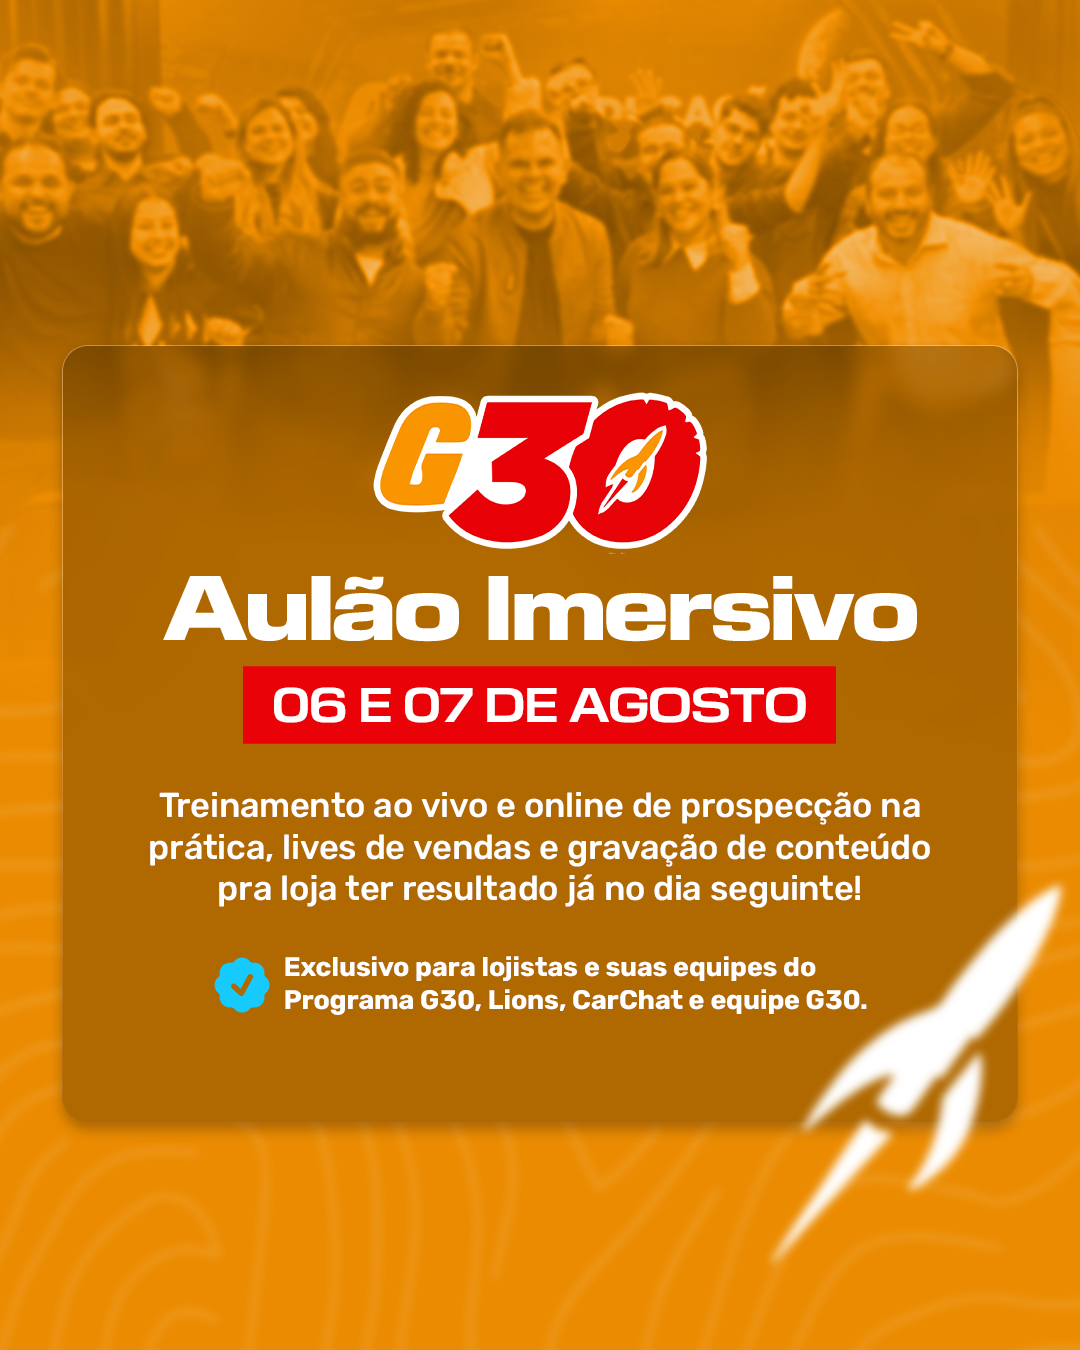 G30
Aulão Imersivo
06 E 07 DE AGOSTO
Treinamento ao vivo e online de prospecção na
prática, lives de vendas e gravação de conteúdo
pra loja ter resultado já no dia seguinte!
Exclusivo para lojistas e suas equipes do
Programa G30, Lions, CarChat e equipe G30.